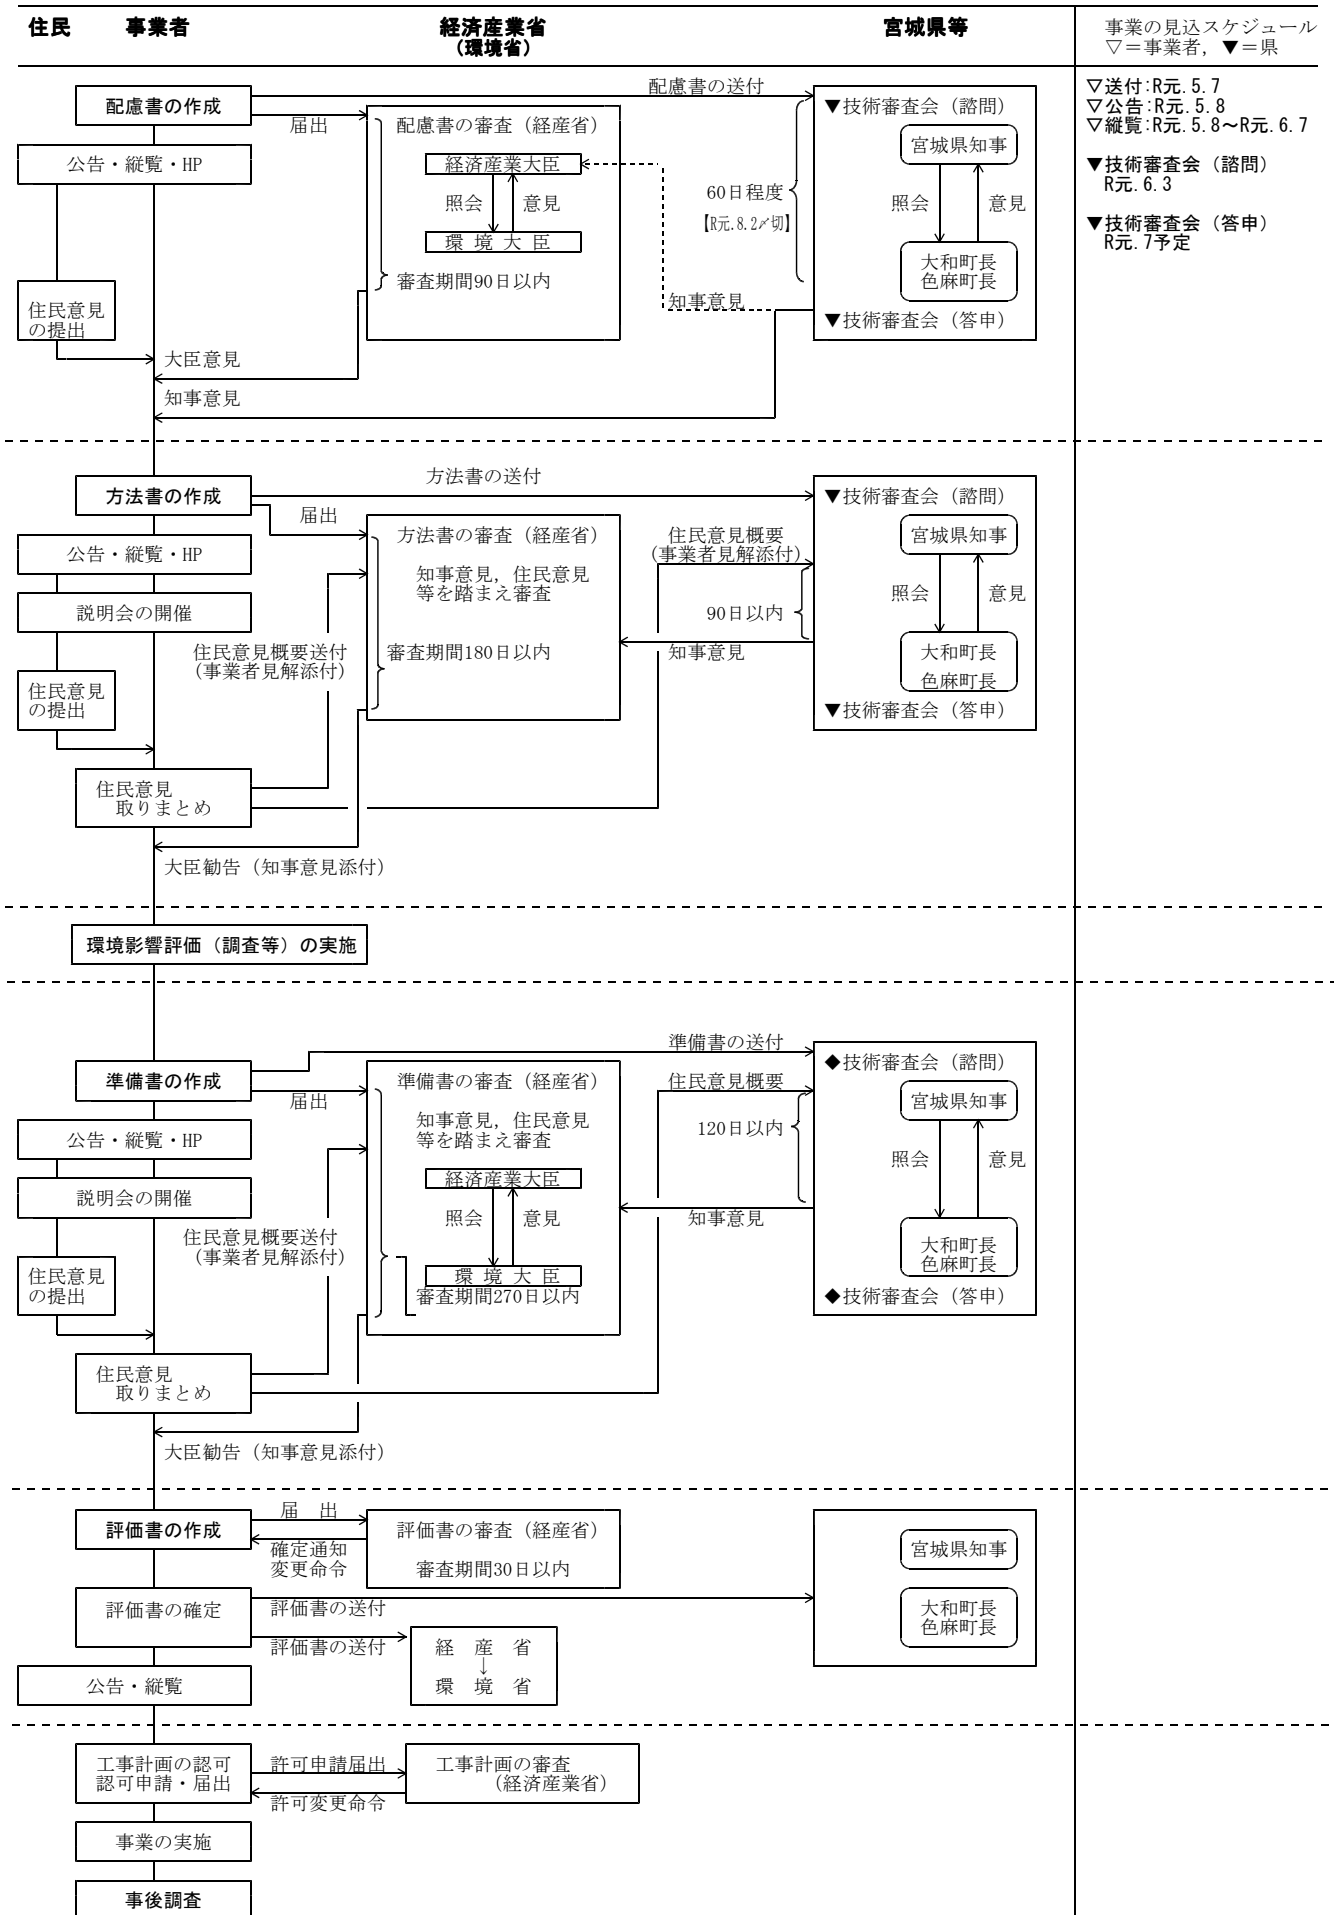 住民
事業者
経済産業省
（環境省）
宮城県等
事業の見込スケジュール
▽＝事業者，▼＝県
配慮書の作成
配慮書の送付
届出
公告・縦覧・HP
配慮書の審査（経産省）
経済産業大臣
照会
意見
環 境 大 臣
審査期間90日以内
60日程度
【R元.8.2〆切】
▼技術審査会（諮問）
宮城県知事
照会
意見
大和町長
色麻町長
▼技術審査会（答申）
知事意見
住民意見
の提出
大臣意見
知事意見
▽送付:R元.5.7
▽公告:R元.5.8
▽縦覧:R元.5.8～R元.6.7
▼技術審査会（諮問）
R元.6.3
▼技術審査会（答申）
R元.7予定
方法書の作成
方法書の送付
届出
公告・縦覧・HP
説明会の開催
住民意見
の提出
住民意見概要送付
（事業者見解添付）
方法書の審査（経産省）
知事意見，住民意見
等を踏まえ審査
審査期間180日以内
住民意見概要
（事業者見解添付）
90日以内
知事意見
▼技術審査会（諮問）
宮城県知事
照会
意見
大和町長
色麻町長
▼技術審査会（答申）
住民意見
取りまとめ
大臣勧告（知事意見添付）
環境影響評価（調査等）の実施
準備書の作成
準備書の送付
届出
公告・縦覧・HP
説明会の開催
住民意見
の提出
住民意見概要送付
（事業者見解添付）
準備書の審査（経産省）
知事意見，住民意見
等を踏まえ審査
経済産業大臣
照会
意見
環 境 大 臣
審査期間270日以内
住民意見概要
120日以内
知事意見
◆技術審査会（諮問）
宮城県知事
照会
意見
大和町長
色麻町長
◆技術審査会（答申）
住民意見
取りまとめ
大臣勧告（知事意見添付）
評価書の作成
届　出
確定通知
変更命令
評価書の審査（経産省）
審査期間30日以内
宮城県知事
大和町長
色麻町長
評価書の確定
評価書の送付
評価書の送付
経　産　省
↓
環　境　省
公告・縦覧
工事計画の認可
認可申請・届出
許可申請届出
許可変更命令
工事計画の審査
（経済産業省）
事業の実施
事後調査